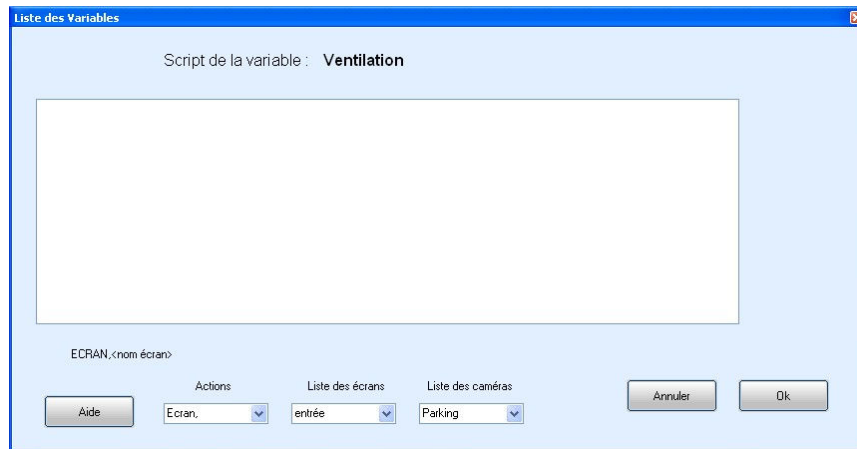 Liste des Variables
Script de la variable : Ventilation
ECRAN,<nom écran>
Actions
Liste des écrans
Liste des caméras
Aide
Ecran,
entrée
Parking
Annuler
Ok